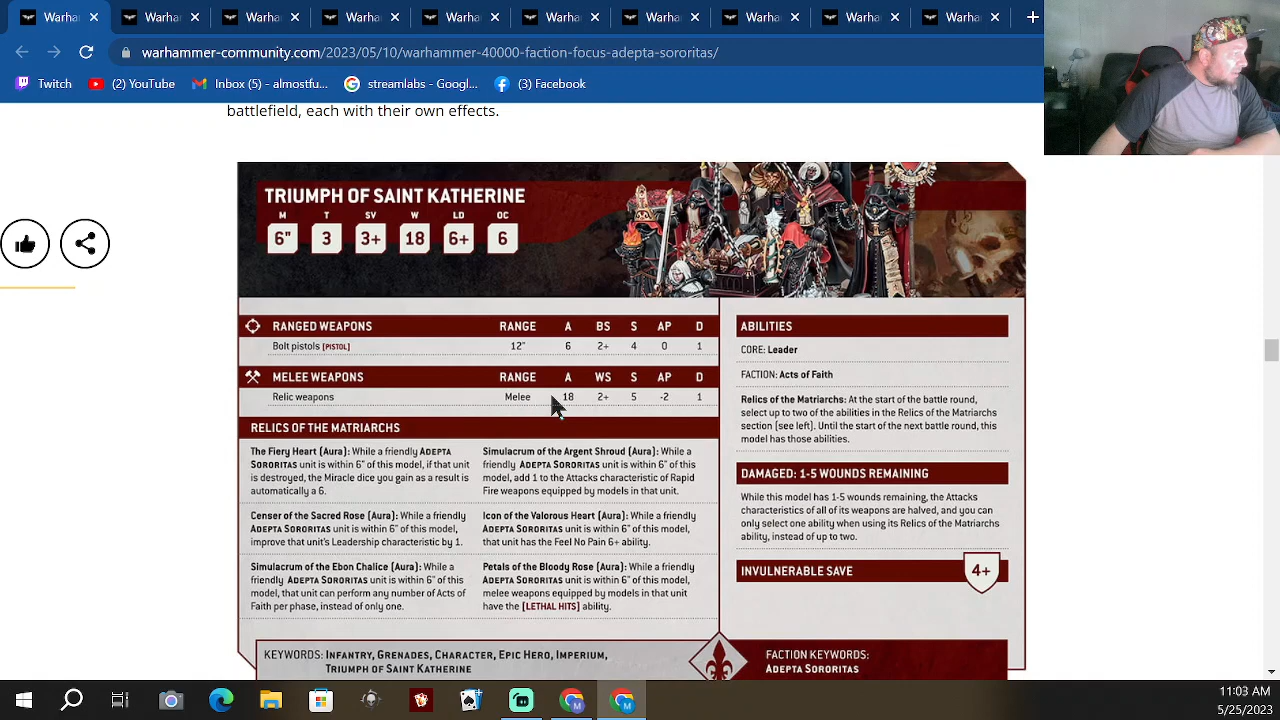 warhammer-community.com/2023/05/10/warhammer-40000-faction-focus-adepta-sororitas/
Twitch (2) YouTube Inbox (5) - almostfu... streamlabs - Googl... (3) Facebook
battlefield, each with their own effects.
TRIUMPH OF SAINT KATHERINE
M T SV W LD OC
6" 3 3+ 18 6+ 6
RANGED WEAPONS RANGE A BS S AP D
Bolt pistols [PISTOL] 12" 6 2+ 4 0 1
MELEE WEAPONS RANGE A WS S AP D
Relic weapons Melee 18 2+ 5 -2 1
RELICS OF THE MATRIARCHS
The Fiery Heart (Aura): While a friendly ADEPTA
SORORITAS unit is within 6" of this model, if that unit
is destroyed, the Miracle dice you gain as a result is
automatically a 6.
Censer of the Sacred Rose (Aura): While a friendly
ADEPTA SORORITAS unit is within 6" of this model,
improve that unit's Leadership characteristic by 1.
Simulacrum of the Ebon Chalice (Aura): While a
friendly ADEPTA SORORITAS unit is within 6" of this
model, that unit can perform any number of Acts of
Faith per phase, instead of only one.
Simulacrum of the Argent Shroud (Aura): While a
friendly ADEPTA SORORITAS unit is within 6" of this
model, add 1 to the Attacks characteristic of Rapid
Fire weapons equipped by models in that unit.
Icon of the Valorous Heart (Aura): While a friendly
ADEPTA SORORITAS unit is within 6" of this model,
that unit has the Feel No Pain 6+ ability.
Petals of the Bloody Rose (Aura): While a friendly
ADEPTA SORORITAS unit is within 6" of this model,
melee weapons equipped by models in that unit
have the [LETHAL HITS] ability.
ABILITIES
CORE: Leader
FACTION: Acts of Faith
Relics of the Matriarchs: At the start of the battle round,
select up to two of the abilities in the Relics of the Matriarchs
section (see left). Until the start of the next battle round, this
model has those abilities.
DAMAGED: 1-5 WOUNDS REMAINING
While this model has 1-5 wounds remaining, the Attacks
characteristics of all of its weapons are halved, and you can
only select one ability when using its Relics of the Matriarchs
ability, instead of up to two.
INVULNERABLE SAVE 4+
KEYWORDS: INFANTRY, GRENADES, CHARACTER, EPIC HERO, IMPERIUM,
TRIUMPH OF SAINT KATHERINE
FACTION KEYWORDS:
ADEPTA SORORITAS
11:03 AM
5/25/2023